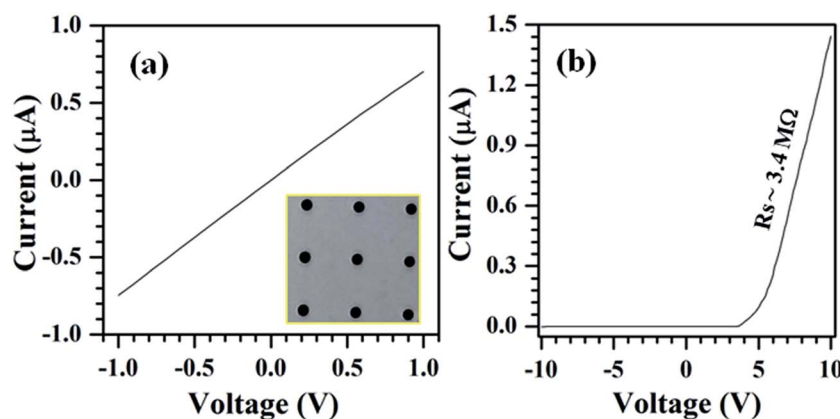 (a)
Current (μA)
1.0
0.5
0.0
-0.5
-1.0
-1.0 -0.5 0.0 0.5 1.0
Voltage (V)
(b)
Current (μA)
1.5
1.2
0.9
0.6
0.3
0.0
Rs ~ 3.4 MΩ
-10 -5 0 5 10
Voltage (V)